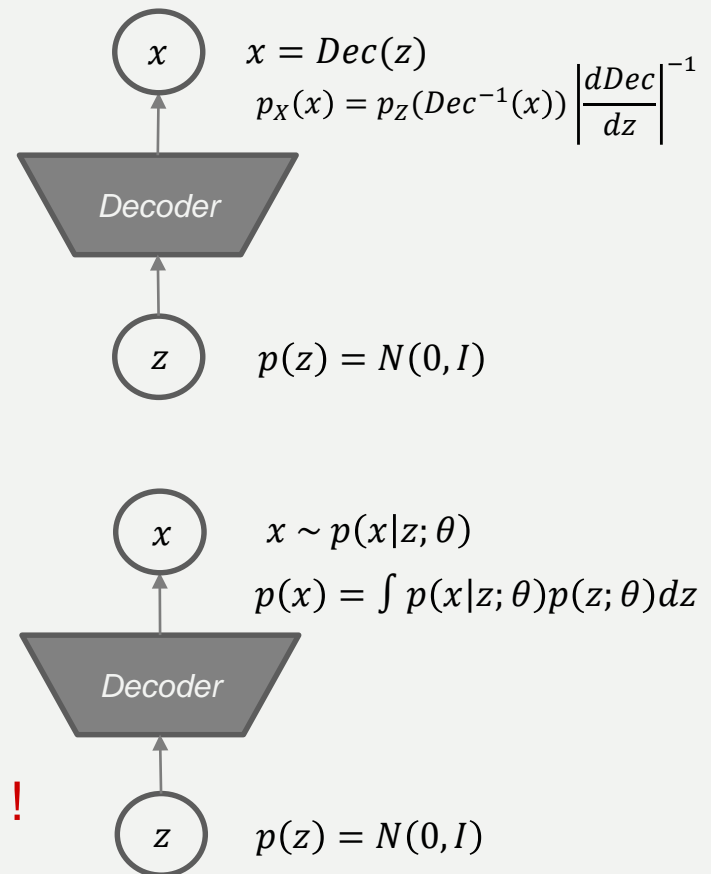 x
x = Dec(z)
p_X(x) = p_Z(Dec^{-1}(x)) |dDec/dz|^{-1}
Decoder
z
p(z) = N(0, I)
x
x ~ p(x|z; θ)
p(x) = ∫ p(x|z; θ)p(z; θ)dz
Decoder
!
z
p(z) = N(0, I)